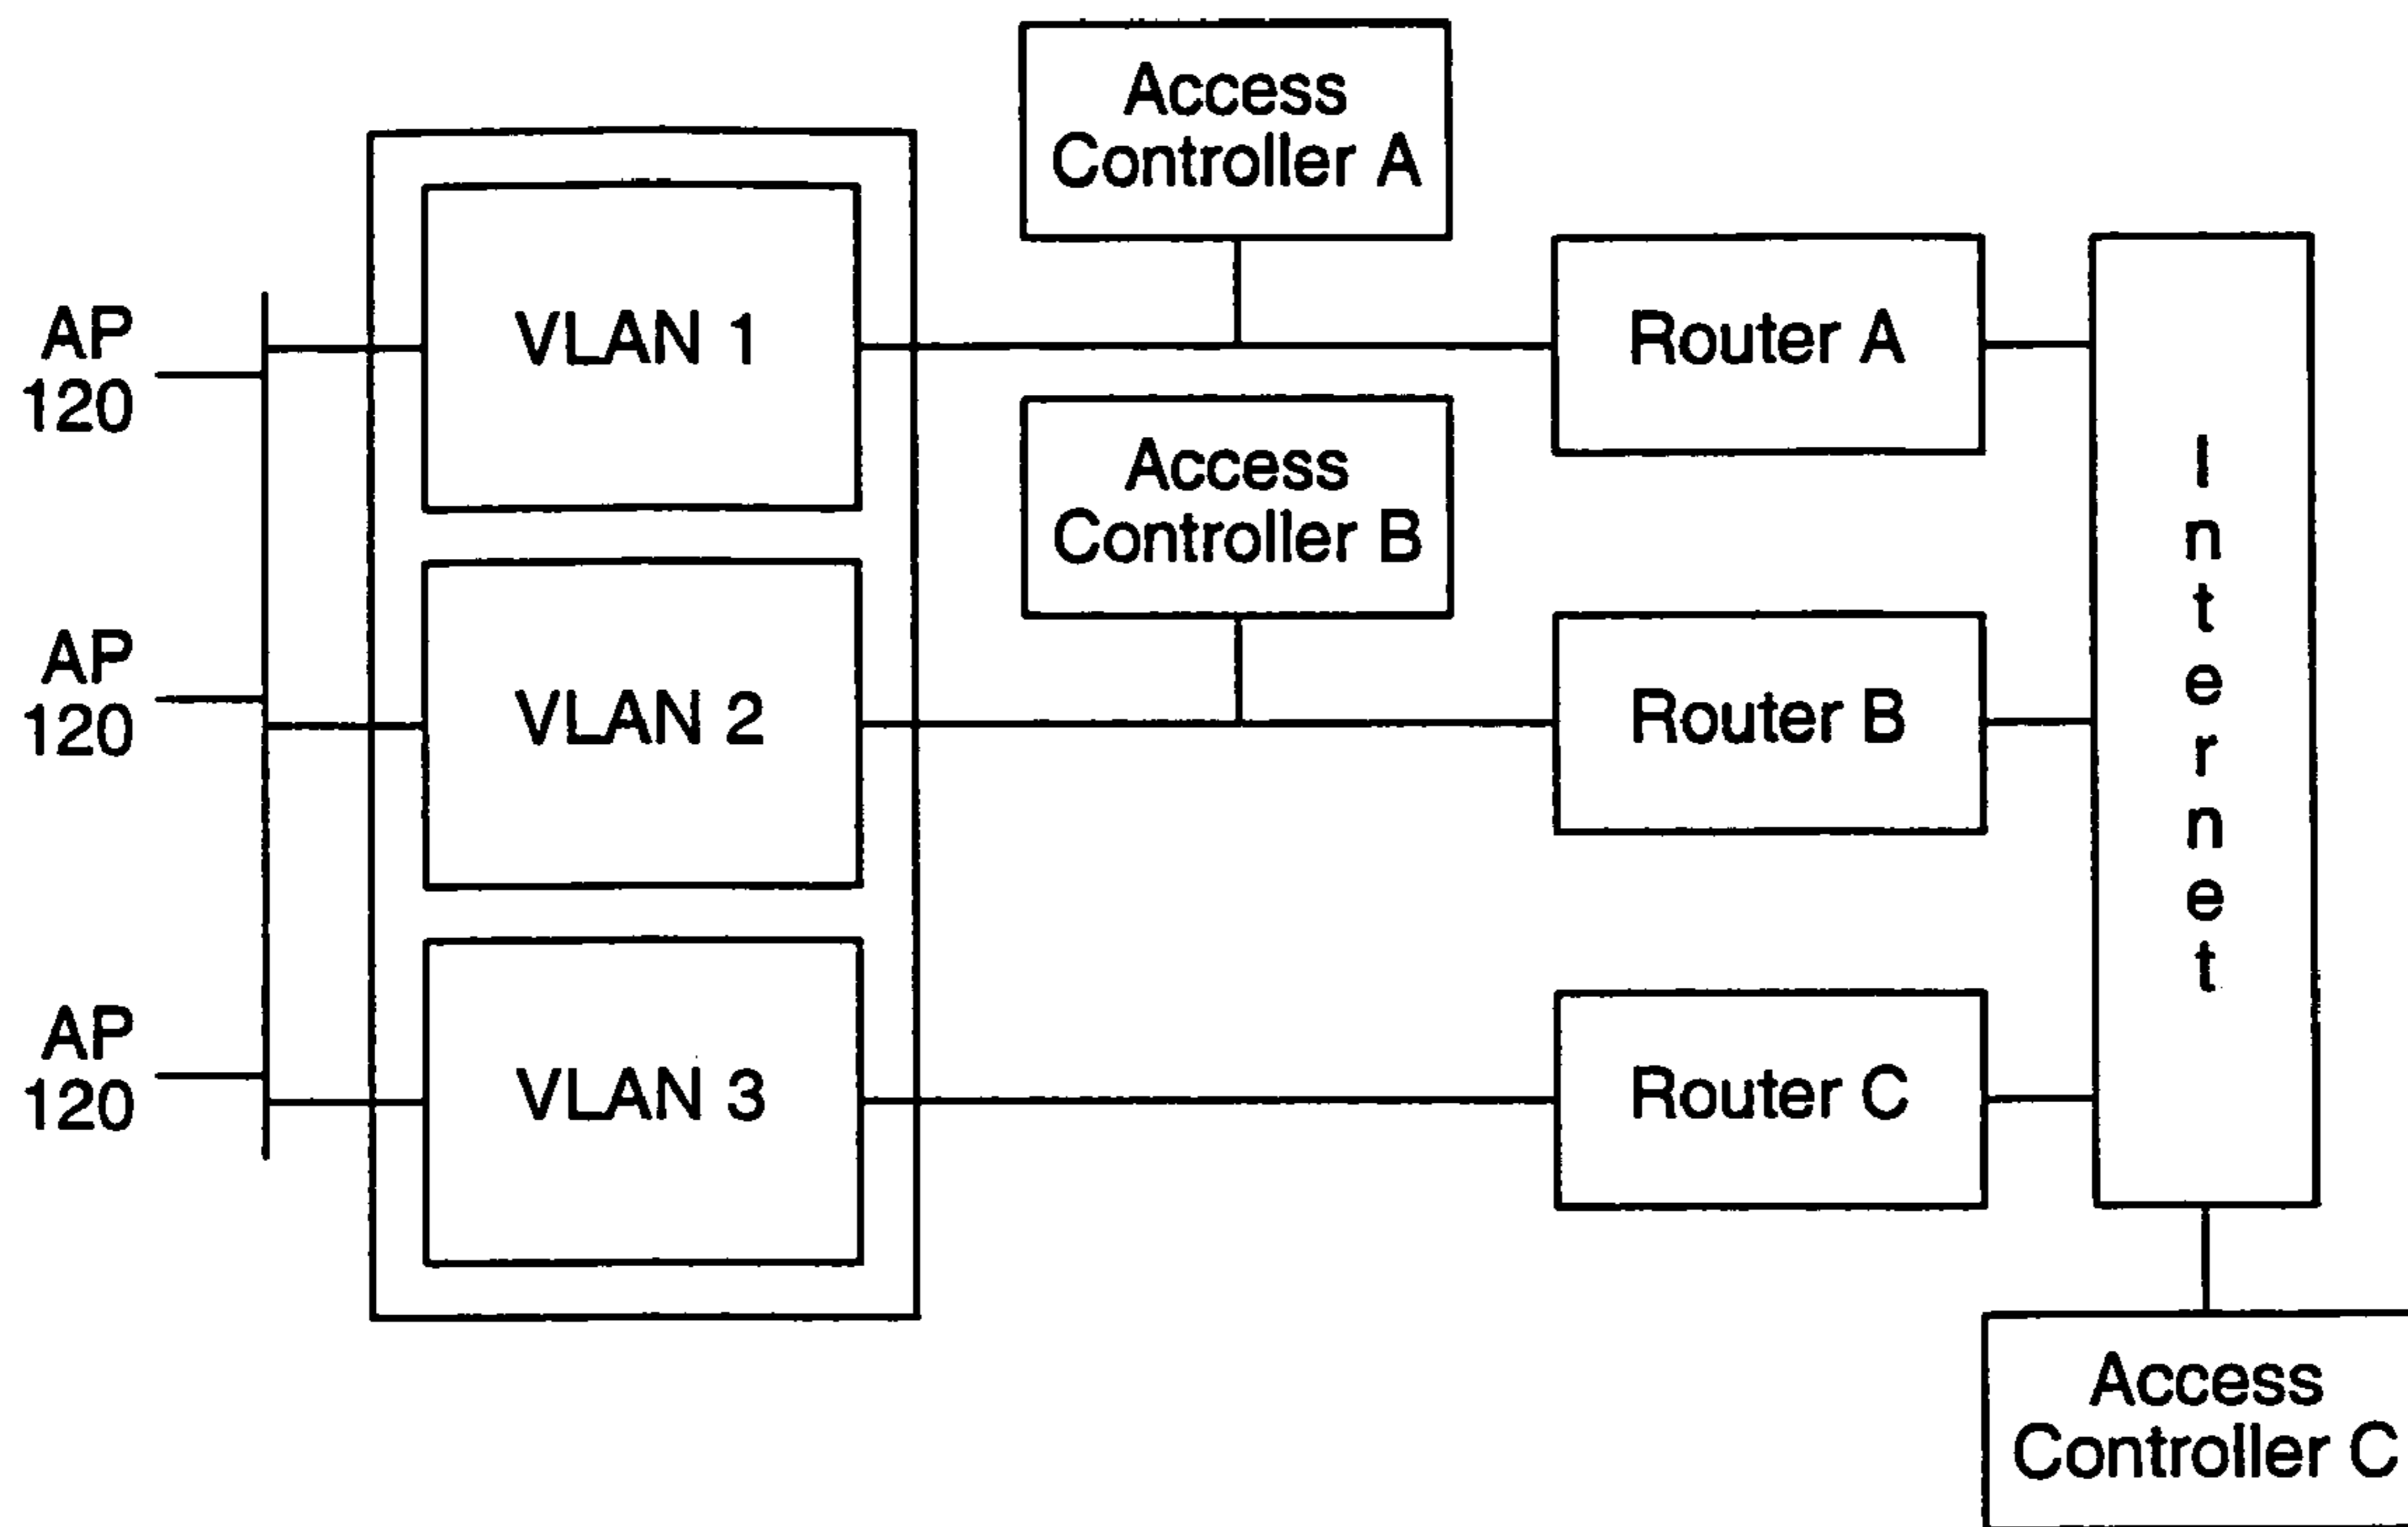 Access
Controller A
AP
120
VLAN 1
Router A
Access
Controller B
AP
120
VLAN 2
Router B
Internet
AP
120
VLAN 3
Router C
Access
Controller C